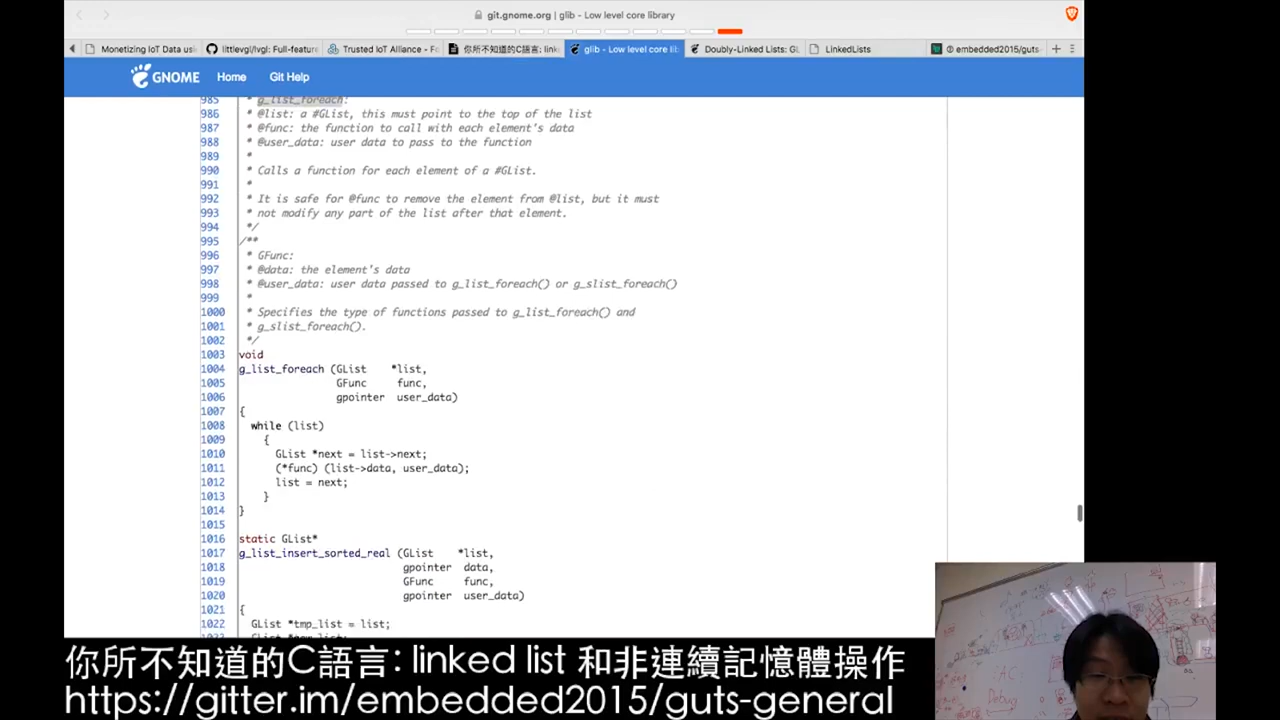 git.gnome.org | glib - Low level core library
Monetizing IoT Data usi
littlevgl/lvgl: Full-feature
Trusted IoT Alliance - Fe
你所不知道的C語言: link
glib - Low level core lib
Doubly-Linked Lists: GL
LinkedLists
@ embedded2015/guts-
GNOME
Home
Git Help
985 * g_list_foreach:
986 * @list: a #GList, this must point to the top of the list
987 * @func: the function to call with each element's data
988 * @user_data: user data to pass to the function
989 *
990 * Calls a function for each element of a #GList.
991 *
992 * It is safe for @func to remove the element from @list, but it must
993 * not modify any part of the list after that element.
994 */
995 /**
996 * GFunc:
997 * @data: the element's data
998 * @user_data: user data passed to g_list_foreach() or g_slist_foreach()
999 *
1000 * Specifies the type of functions passed to g_list_foreach() and
1001 * g_slist_foreach().
1002 */
1003 void
1004 g_list_foreach (GList *list,
1005 GFunc func,
1006 gpointer user_data)
1007 {
1008 while (list)
1009 {
1010 GList *next = list->next;
1011 (*func) (list->data, user_data);
1012 list = next;
1013 }
1014 }
1015
1016 static GList*
1017 g_list_insert_sorted_real (GList *list,
1018 gpointer data,
1019 GFunc func,
1020 gpointer user_data)
1021 {
1022 GList *tmp_list = list;
Debug
你所不知道的C語言: linked list 和非連續記憶體操作
https://gitter.im/embedded2015/guts-general